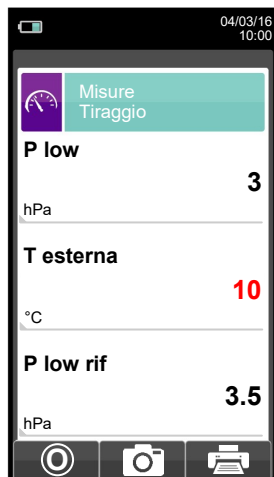 04/03/16
10:00
Misure
Tiraggio
P low
3
hPa
T esterna
10
°C
P low rif
3.5
hPa